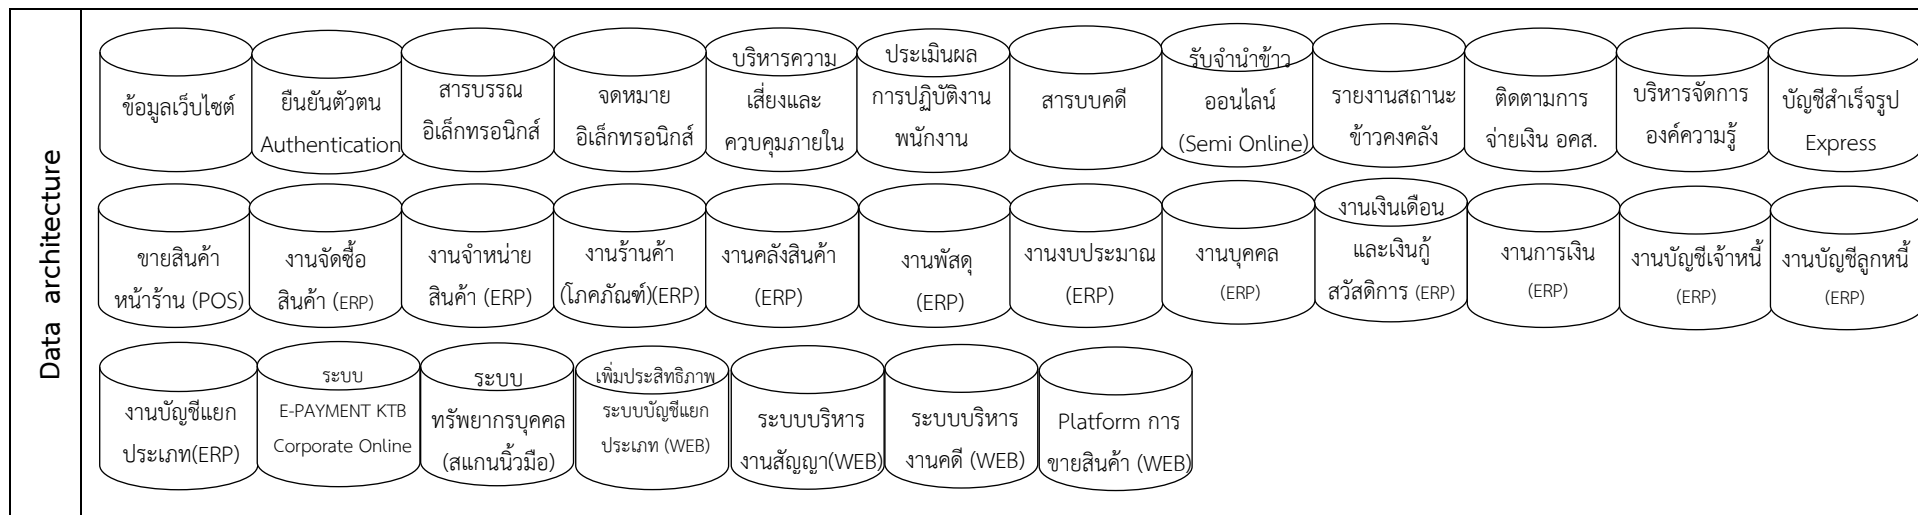 Data architecture
ข้อมูลเว็บไซต์
ยืนยันตัวตน
Authentication
สารบรรณ
อิเล็กทรอนิกส์
จดหมาย
อิเล็กทรอนิกส์
บริหารความ
เสี่ยงและ
ควบคุมภายใน
ประเมินผล
การปฏิบัติงาน
พนักงาน
สารบบคดี
รับจำนำข้าว
ออนไลน์
(Semi Online)
รายงานสถานะ
ข้าวคงคลัง
ติดตามการ
จ่ายเงิน อคส.
บริหารจัดการ
องค์ความรู้
บัญชีสำเร็จรูป
Express
ขายสินค้า
หน้าร้าน (POS)
งานจัดซื้อ
สินค้า (ERP)
งานจำหน่าย
สินค้า (ERP)
งานร้านค้า
(โภคภัณฑ์)(ERP)
งานคลังสินค้า
(ERP)
งานพัสดุ
(ERP)
งานงบประมาณ
(ERP)
งานบุคคล
(ERP)
งานเงินเดือน
และเงินกู้
สวัสดิการ (ERP)
งานการเงิน
(ERP)
งานบัญชีเจ้าหนี้
(ERP)
งานบัญชีลูกหนี้
(ERP)
งานบัญชีแยก
ประเภท(ERP)
ระบบ
E-PAYMENT KTB
Corporate Online
ระบบ
ทรัพยากรบุคคล
(สแกนนิ้วมือ)
เพิ่มประสิทธิภาพ
ระบบบัญชีแยก
ประเภท (WEB)
ระบบบริหาร
งานสัญญา(WEB)
ระบบบริหาร
งานคดี (WEB)
Platform การ
ขายสินค้า (WEB)